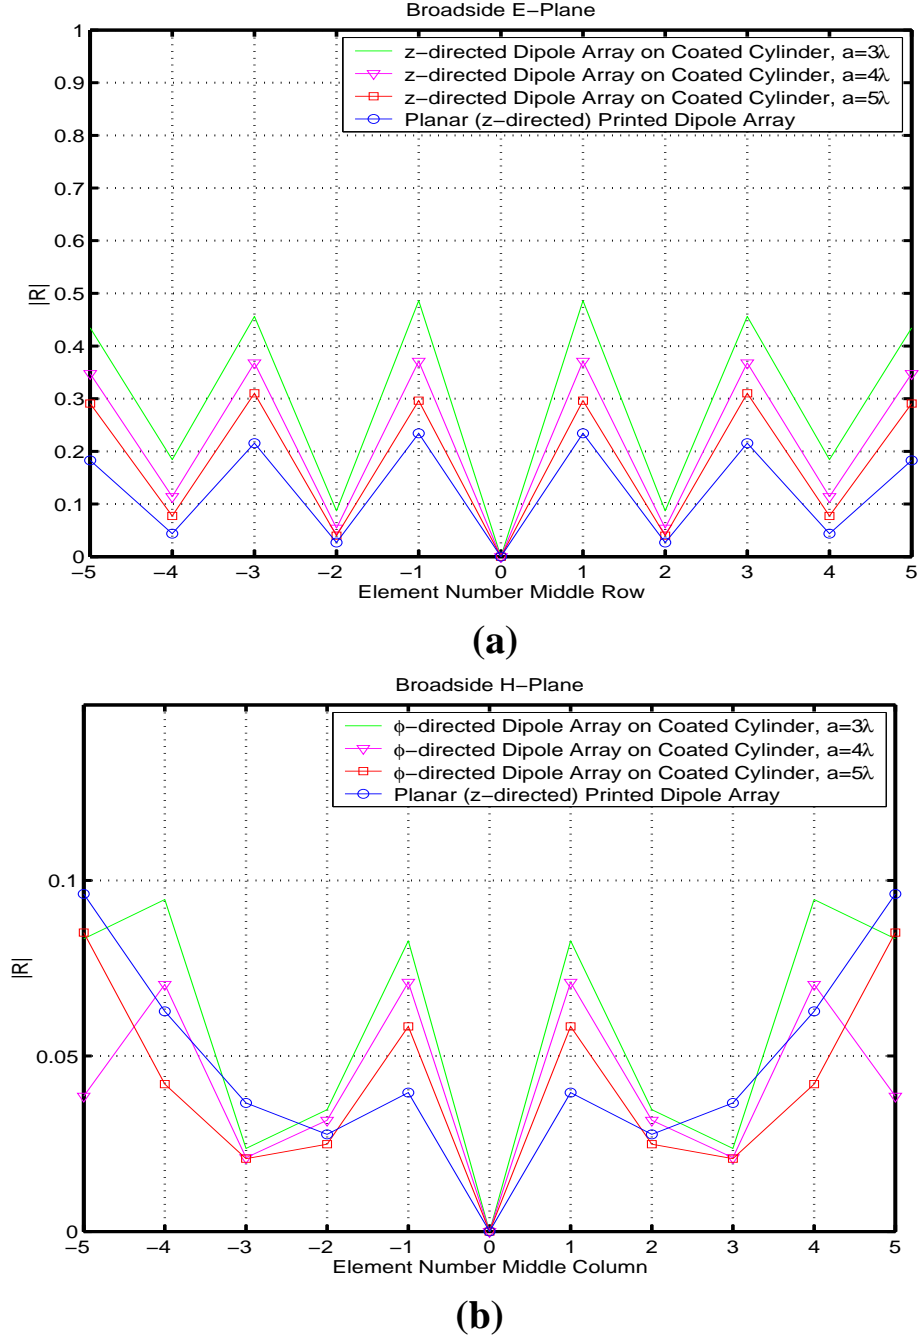 Broadside E−Plane
1
0.9
0.8
0.7
0.6
0.5
0.4
0.3
0.2
0.1
0
|R|
z−directed Dipole Array on Coated Cylinder, a=3λ
z−directed Dipole Array on Coated Cylinder, a=4λ
z−directed Dipole Array on Coated Cylinder, a=5λ
Planar (z−directed) Printed Dipole Array
−5 −4 −3 −2 −1 0 1 2 3 4 5
Element Number Middle Row
(a)
Broadside H−Plane
0.1
0.05
0
|R|
ϕ−directed Dipole Array on Coated Cylinder, a=3λ
ϕ−directed Dipole Array on Coated Cylinder, a=4λ
ϕ−directed Dipole Array on Coated Cylinder, a=5λ
Planar (z−directed) Printed Dipole Array
−5 −4 −3 −2 −1 0 1 2 3 4 5
Element Number Middle Column
(b)